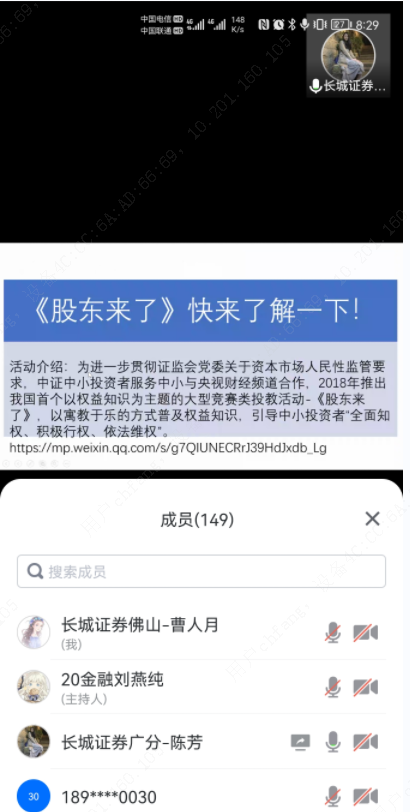 中国电信 HD 4G 4G 148 K/s 87 8:29
中国联通 HD
长城证券...
《股东来了》快来了解一下!
活动介绍：为进一步贯彻证监会党委关于资本市场人民性监管要
求，中证中小投资者服务中小与央视财经频道合作，2018年推出
我国首个以权益知识为主题的大型竞赛类投教活动-《股东来
了》，以寓教于乐的方式普及权益知识，引导中小投资者“全面知
权、积极行权、依法维权”。
https://mp.weixin.qq.com/s/g7QIUNECRrJ39HdJxdb_Lg
成员(149)
搜索成员
长城证券佛山-曹人月
(我)
20金融刘燕纯
(主持人)
长城证券广分-陈芳
30
189****0030